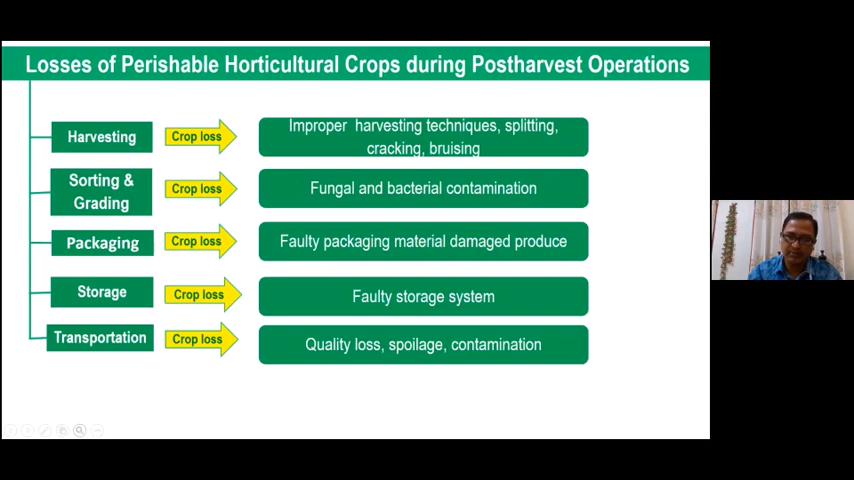 Losses of Perishable Horticultural Crops during Postharvest Operations
Harvesting
Crop loss
Improper harvesting techniques, splitting,
cracking, bruising
Sorting &
Grading
Crop loss
Fungal and bacterial contamination
Packaging
Crop loss
Faulty packaging material damaged produce
Storage
Crop loss
Faulty storage system
Transportation
Crop loss
Quality loss, spoilage, contamination